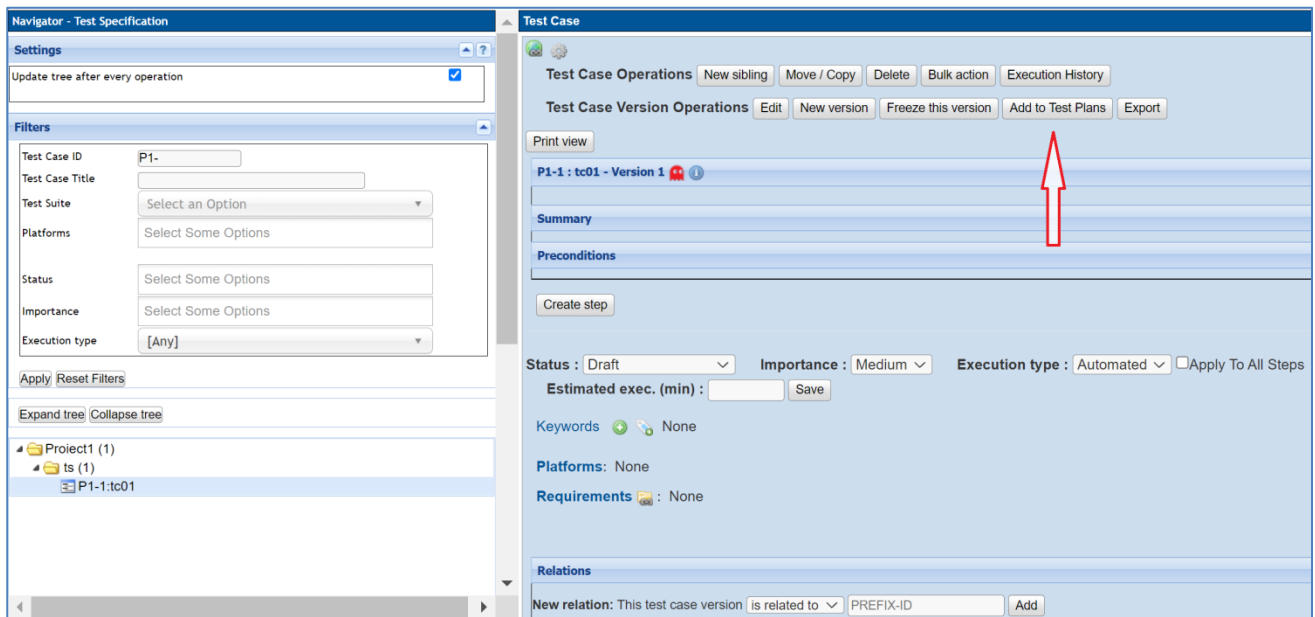 Navigator - Test Specification
Settings
?
Update tree after every operation
Filters
Test Case ID P1-
Test Case Title
Test Suite Select an Option
Platforms Select Some Options
Status Select Some Options
Importance Select Some Options
Execution type [Any]
Apply Reset Filters
Expand tree Collapse tree
Proiect1 (1)
ts (1)
P1-1:tc01
Test Case
Test Case Operations New sibling Move / Copy Delete Bulk action Execution History
Test Case Version Operations Edit New version Freeze this version Add to Test Plans Export
Print view
P1-1 : tc01 - Version 1
Summary
Preconditions
Create step
Status : Draft Importance : Medium Execution type : Automated Apply To All Steps
Estimated exec. (min) : Save
Keywords None
Platforms: None
Requirements : None
Relations
New relation: This test case version is related to PREFIX-ID Add